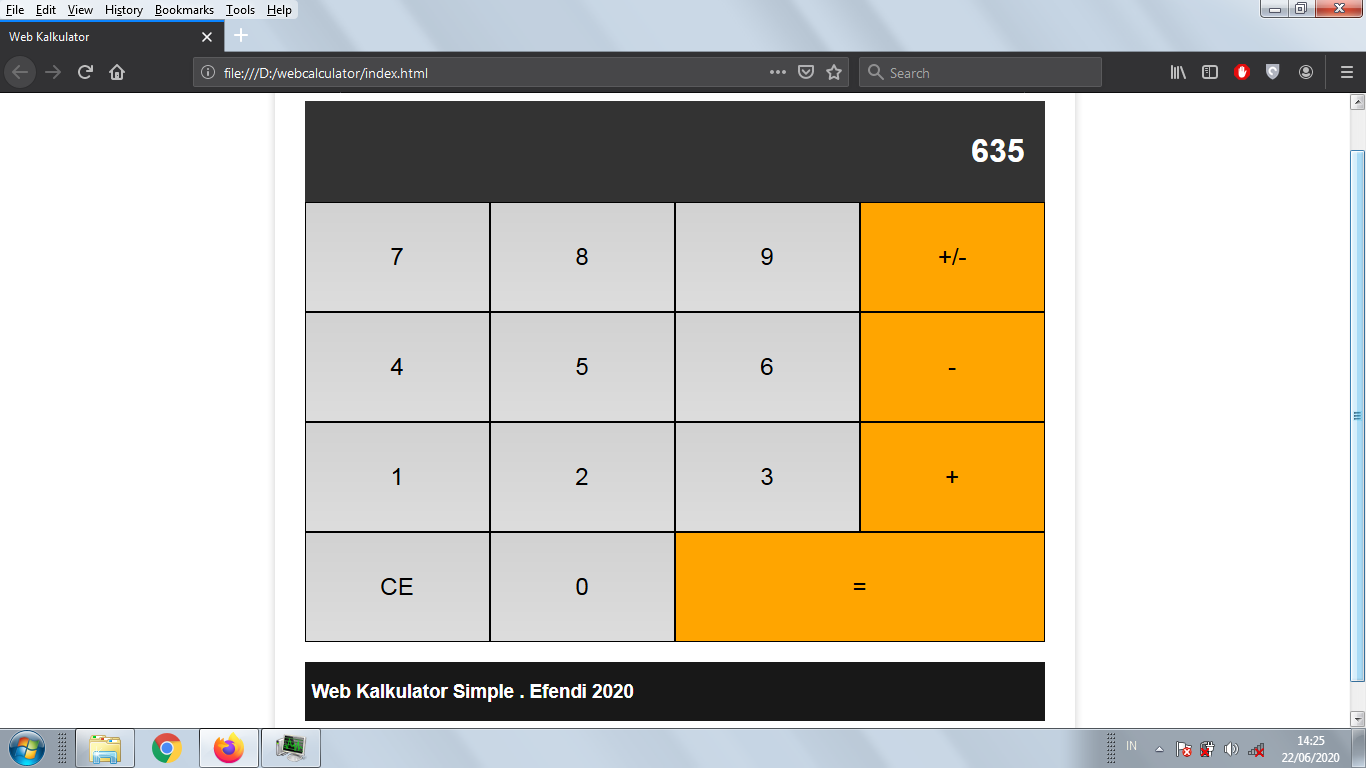 File Edit View History Bookmarks Tools Help
Web Kalkulator
file:///D:/webcalculator/index.html
Search
635
7 8 9 +/-
4 5 6 -
1 2 3 +
CE 0 =
Web Kalkulator Simple . Efendi 2020
IN
14:25
22/06/2020